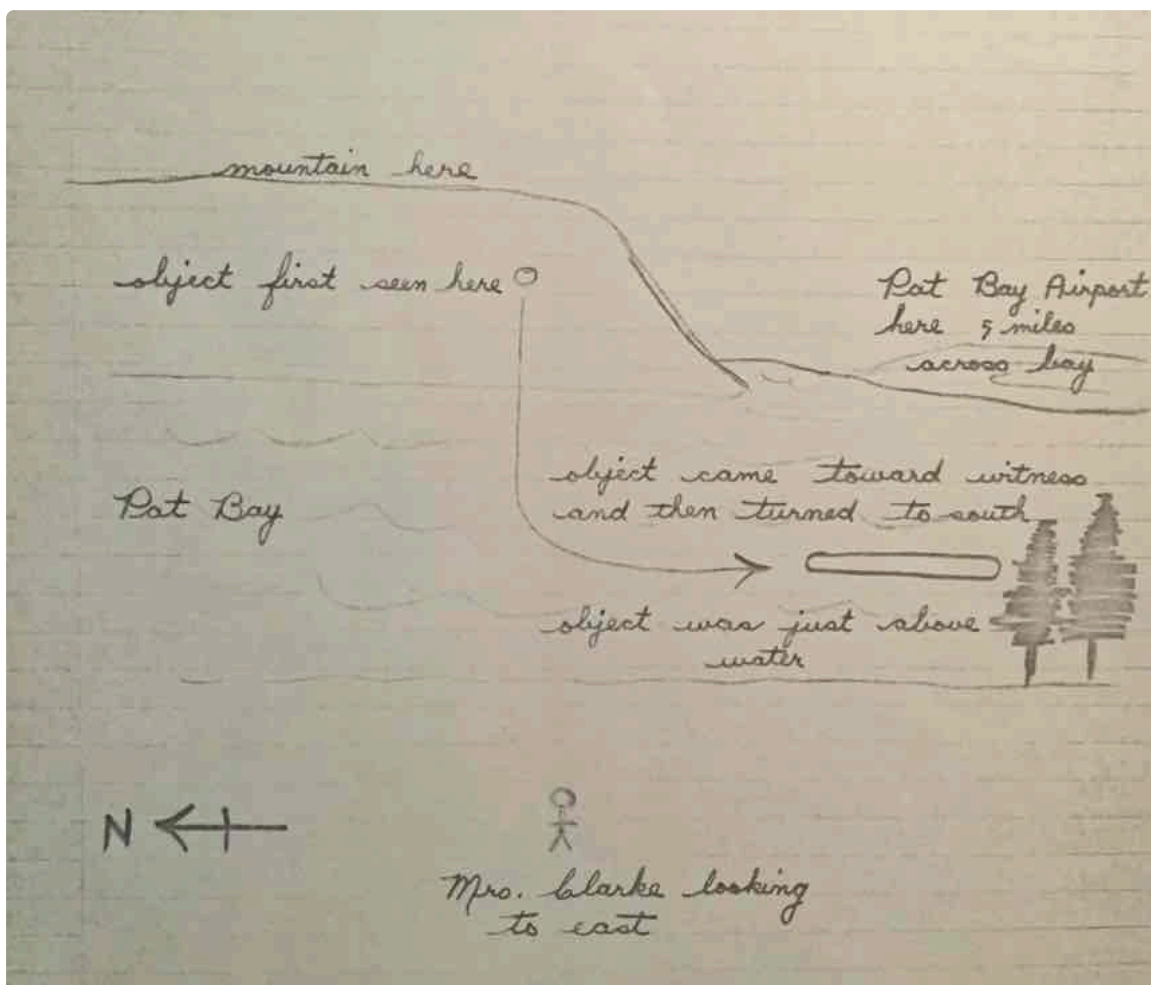 mountain here
object first seen here
Pat Bay Airport
here 5 miles
across bay
object came toward witness
and then turned to south
Pat Bay
object was just above
water
N
Mrs. Clarke looking
to east